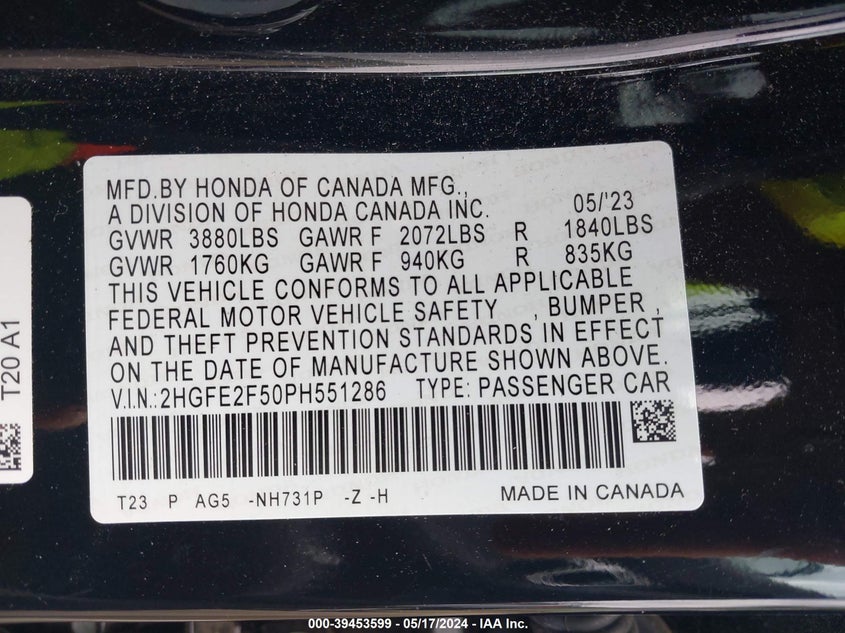 MFD.BY HONDA OF CANADA MFG.,
A DIVISION OF HONDA CANADA INC. 05/'23
GVWR 3880LBS GAWR F 2072LBS R 1840LBS
GVWR 1760KG GAWR F 940KG R 835KG
THIS VEHICLE CONFORMS TO ALL APPLICABLE
FEDERAL MOTOR VEHICLE SAFETY , BUMPER ,
AND THEFT PREVENTION STANDARDS IN EFFECT
ON THE DATE OF MANUFACTURE SHOWN ABOVE.
V.I.N.:2HGFE2F50PH551286 TYPE: PASSENGER CAR
T23 P AG5 -NH731P -Z -H MADE IN CANADA
T20 A1
000-39453599 - 05/17/2024 - IAA Inc.